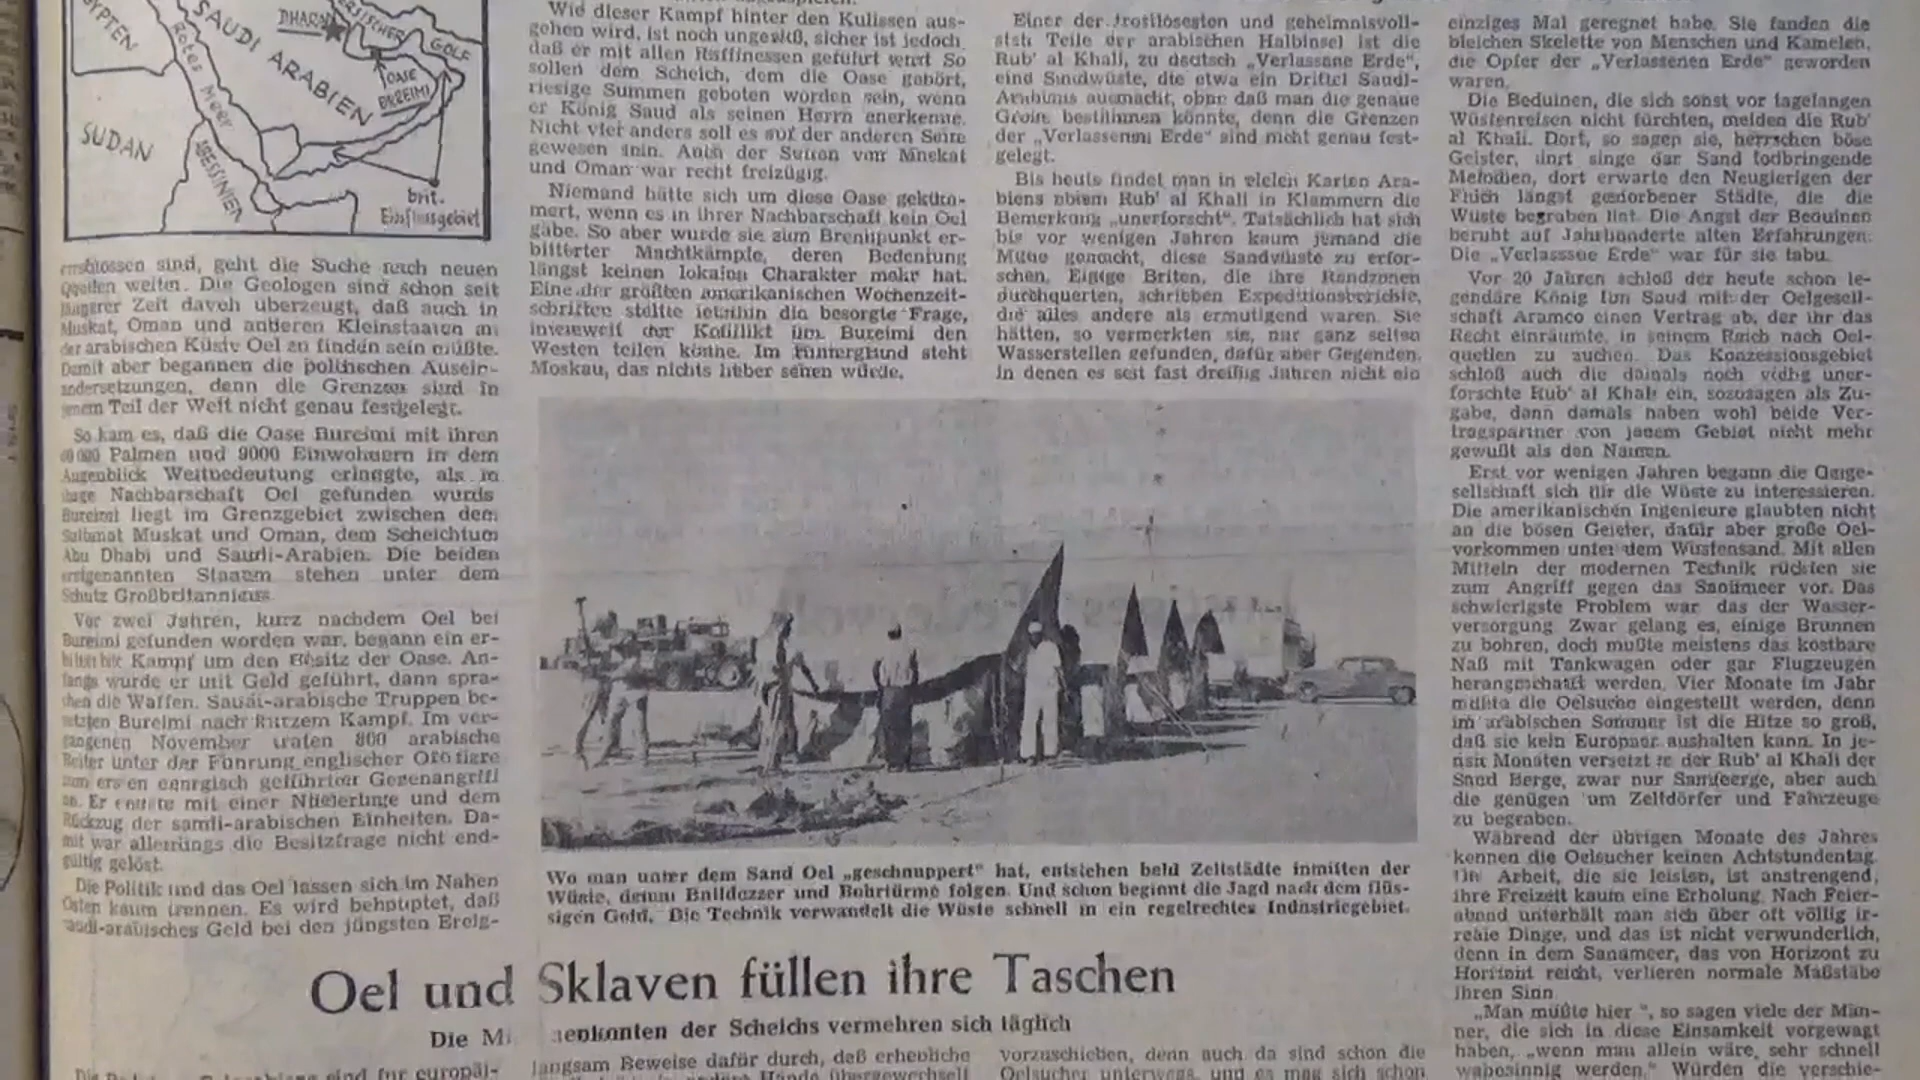 DHARAN
PERSISCHER
GOLF
SAUDI ARABIEN
Rotes Meer
OASE
BREIMI
SUDAN
ABESSINIEN
brit.
Einflussgebiet
sind, geht die Suche nach neuen
weiter. Die Geologen sind schon seit
Zeit davon überzeugt, daß auch in
Muskat, Oman und anderen Kleinstaaten an
der arabischen Küste Oel zu finden sein müßte.
Damit aber begannen die politischen Ausein-
andersetzungen, denn die Grenzen sind in
jenem Teil der Welt nicht genau festgelegt.
So kam es, daß die Oase Bureimi mit ihren
Palmen und 9000 Einwohnern in dem
Augenblick Weltbedeutung erlangte, als in
Nachbarschaft Oel gefunden wurde
Bureimi liegt im Grenzgebiet zwischen dem
Sultanat Muskat und Oman, dem Scheichtum
Abu Dhabi und Saudi-Arabien. Die beiden
erstgenannten Staaten stehen unter dem
Schutz Großbritanniens.
Vor zwei Jahren, kurz nachdem Oel bei
Bureimi gefunden worden war, begann ein er-
bitterter Kampf um den Besitz der Oase. An-
fangs wurde er mit Geld geführt, dann spra-
chen die Waffen. Saudi-arabische Truppen be-
setzten Bureimi nach kurzem Kampf. Im ver-
gangenen November traten 800 arabische
Reiter unter der Führung englischer Offiziere
zum ersten energisch geführten Gegenangriff
an. Er endete mit einer Niederlage und dem
Rückzug der saudi-arabischen Einheiten. Da-
mit war allerdings die Besitzfrage nicht end-
gültig gelöst.
Die Politik und das Oel lassen sich im Nahen
Osten kaum trennen. Es wird behauptet, daß
saudi-arabisches Geld bei den jüngsten Ereig-
Wie dieser Kampf hinter den Kulissen aus-
gehen wird, ist noch ungewiß, sicher ist jedoch,
daß er mit allen Raffinessen geführt wird. So
sollen dem Scheich, dem die Oase gehört,
riesige Summen geboten worden sein, wenn
er König Saud als seinen Herrn anerkenne.
Nicht viel anders soll es auf der anderen Seite
gewesen sein. Auch der Sultan von Maskat
und Oman war recht freizügig.
Niemand hätte sich um diese Oase geküm-
mert, wenn es in ihrer Nachbarschaft kein Oel
gäbe. So aber wurde sie zum Brennpunkt er-
bitterter Machtkämpfe, deren Bedeutung
längst keinen lokalen Charakter mehr hat.
Eine der größten amerikanischen Wochenzeit-
schriften stellte letzthin die besorgte Frage,
inwieweit der Konflikt um Bureimi den
Westen teilen könne. Im Hintergrund steht
Moskau, das nichts lieber sehen würde.
Einer der trostlosesten und geheimnisvoll-
sten Teile der arabischen Halbinsel ist die
Rub' al Khali, zu deutsch „Verlassene Erde“,
eine Sandwüste, die etwa ein Drittel Saudi-
Arabiens ausmacht, ohne daß man die genaue
Größe bestimmen könnte, denn die Grenzen
der „Verlassenen Erde“ sind nicht genau fest-
gelegt.
Bis heute findet man in vielen Karten Ara-
biens neben Rub' al Khali in Klammern die
Bemerkung „unerforscht“. Tatsächlich hat sich
bis vor wenigen Jahren kaum jemand die
Mühe gemacht, diese Sandwüste zu erfor-
schen. Einige Briten, die ihre Randzonen
durchquerten, schrieben Expeditionsberichte,
die alles andere als ermutigend waren. Sie
hätten, so vermerkten sie, nur ganz selten
Wasserstellen gefunden, dafür aber Gegenden,
in denen es seit fast dreißig Jahren nicht ein
einziges Mal geregnet habe. Sie fanden die
bleichen Skelette von Menschen und Kamelen,
die Opfer der „Verlassenen Erde“ geworden
waren.
Die Beduinen, die sich sonst vor tagelangen
Wüstenreisen nicht fürchten, meiden die Rub'
al Khali. Dort, so sagen sie, herrschen böse
Geister, dort singe der Sand todbringende
Melodien, dort erwarte den Neugierigen der
Fluch längst gestorbener Städte, die die
Wüste begraben hat. Die Angst der Beduinen
beruht auf Jahrhunderte alten Erfahrungen.
Die „Verlassene Erde“ war für sie tabu.
Vor 20 Jahren schloß der heute schon le-
gendäre König Ibn Saud mit der Oelgesell-
schaft Aramco einen Vertrag ab, der ihr das
Recht einräumte, in seinem Reich nach Oel-
quellen zu suchen. Das Konzessionsgebiet
schloß auch die damals noch völlig uner-
forschte Rub' al Khali ein, sozusagen als Zu-
gabe, denn damals haben wohl beide Ver-
tragspartner von jenem Gebiet nicht mehr
gewußt als den Namen.
Erst vor wenigen Jahren begann die Oelge-
sellschaft sich für die Wüste zu interessieren.
Die amerikanischen Ingenieure glaubten nicht
an die bösen Geister, dafür aber große Oel-
vorkommen unter dem Wüstensand. Mit allen
Mitteln der modernen Technik rückten sie
zum Angriff gegen das Sandmeer vor. Das
schwierigste Problem war das der Wasser-
versorgung. Zwar gelang es, einige Brunnen
zu bohren, doch mußte meistens das kostbare
Naß mit Tankwagen oder gar Flugzeugen
herangeschafft werden. Vier Monate im Jahr
mußte die Oelsuche eingestellt werden, denn
im arabischen Sommer ist die Hitze so groß,
daß sie kein Europäer aushalten kann. In je-
nen Monaten versetzt in der Rub' al Khali der
Sand Berge, zwar nur Sandberge, aber auch
die genügen um Zeltdörfer und Fahrzeuge
zu begraben.
Während der übrigen Monate des Jahres
kennen die Oelsucher keinen Achtstundentag.
Die Arbeit, die sie leisten, ist anstrengend,
ihre Freizeit kaum eine Erholung. Nach Feier-
abend unterhält man sich über oft völlig ir-
reale Dinge, und das ist nicht verwunderlich,
denn in dem Sandmeer, das von Horizont zu
Horizont reicht, verlieren normale Maßstäbe
ihren Sinn.
„Man müßte hier“, so sagen viele der Män-
ner, die sich in diese Einsamkeit vorgewagt
haben, „wenn man allein wäre, sehr schnell
wahnsinnig werden.“ Würden die verschie-
Wo man unter dem Sand Oel „geschnuppert“ hat, entstehen bald Zeltstädte inmitten der
Wüste, denen Bulldozer und Bohrtürme folgen. Und schon beginnt die Jagd nach dem flüs-
sigen Gold. Die Technik verwandelt die Wüste schnell in ein regelrechtes Industriegebiet.
Oel und Sklaven füllen ihre Taschen
Die der Scheichs vermehren sich täglich
sind für europäi-
langsam Beweise dafür durch, daß erhebliche
Hände übergewechselt
vorzuschieben, denn auch da sind schon die
Oelsucher unterwegs, und es mag sich schon